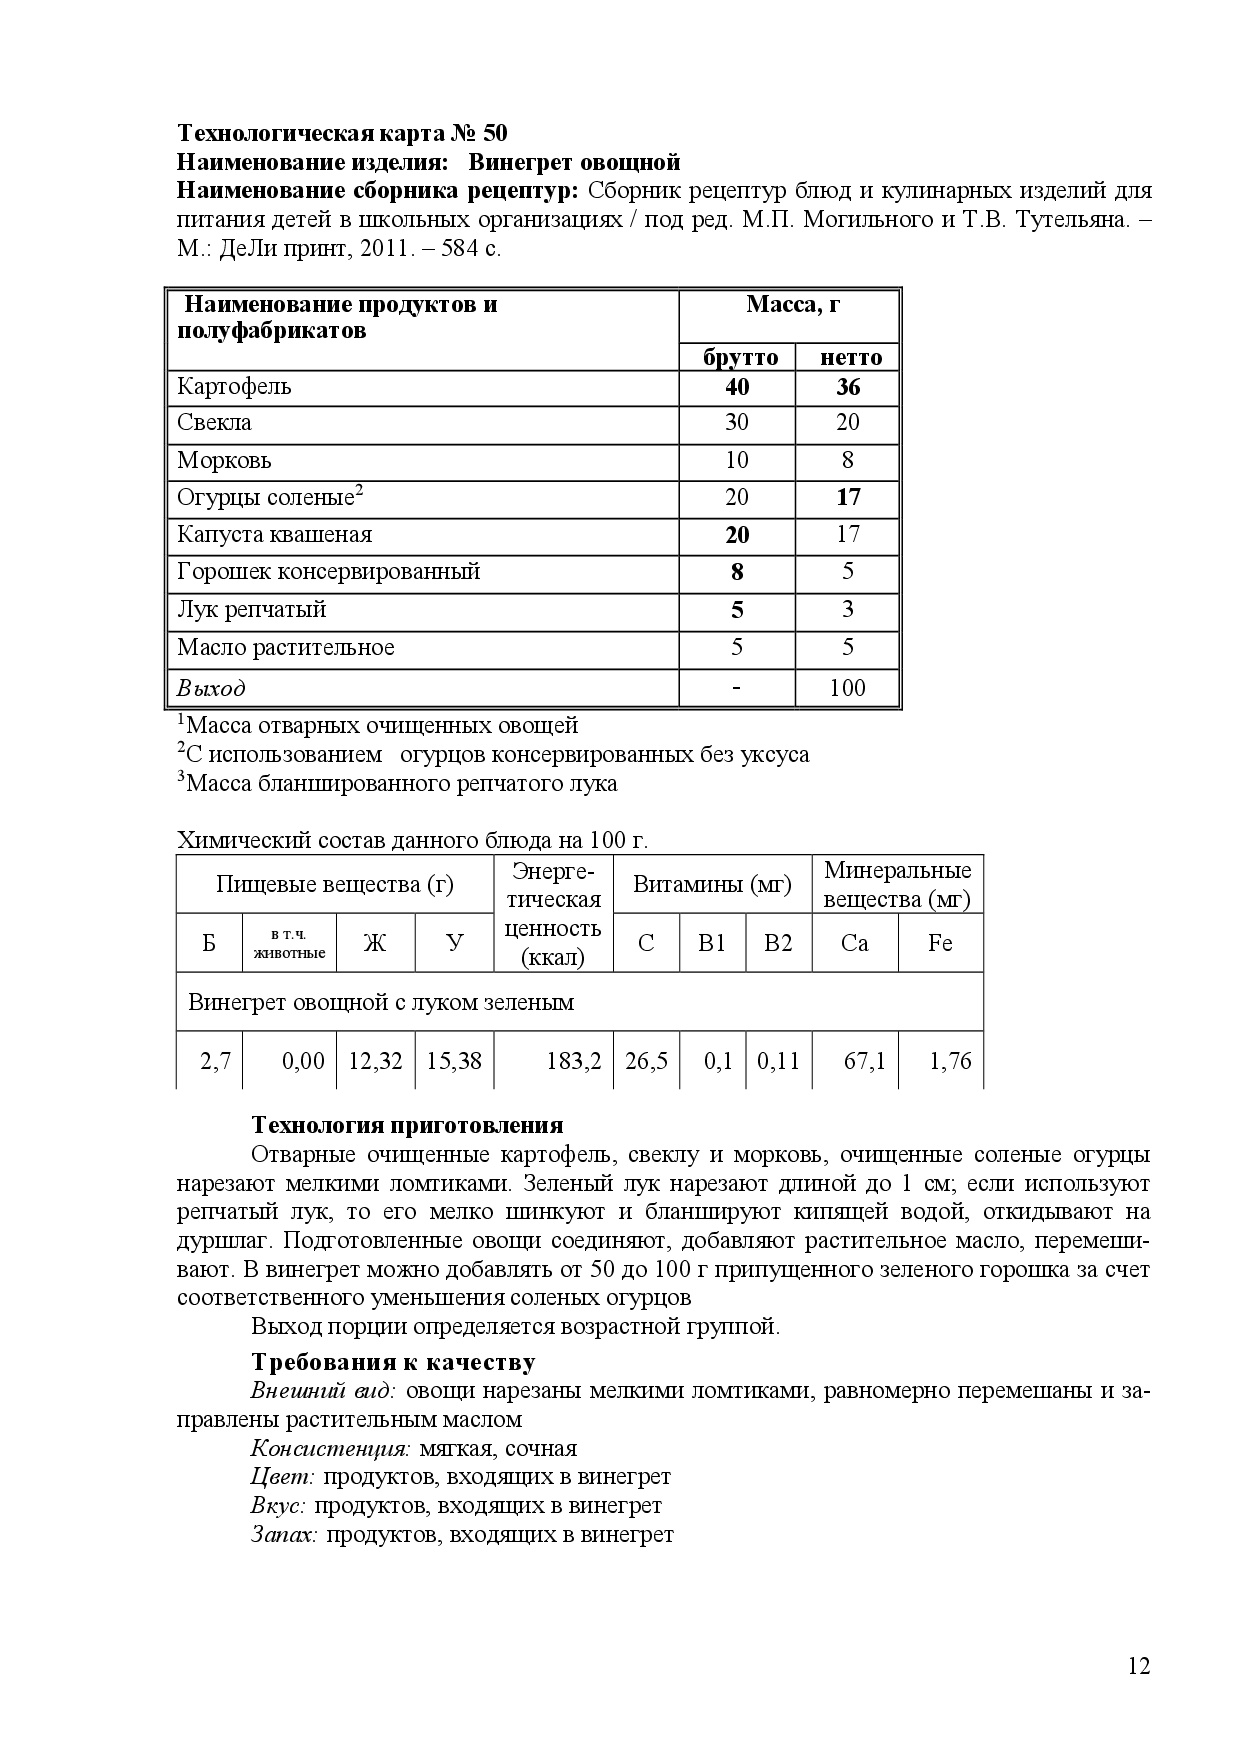 Технологическая карта № 50
Наименование изделия: Винегрет овощной
Наименование сборника рецептур: Сборник рецептур блюд и кулинарных изделий для
питания детей в школьных организациях / под ред. М.П. Могильного и Т.В. Тутельяна. –
М.: ДеЛи принт, 2011. – 584 с.
Наименование продуктов и полуфабрикатов Масса, г
брутто нетто
Картофель 40 36
Свекла 30 20
Морковь 10 8
Огурцы соленые2 20 17
Капуста квашеная 20 17
Горошек консервированный 8 5
Лук репчатый 5 3
Масло растительное 5 5
Выход - 100
1Масса отварных очищенных овощей
2С использованием огурцов консервированных без уксуса
3Масса бланшированного репчатого лука
Химический состав данного блюда на 100 г.
Пищевые вещества (г) Энерге-тическая ценность (ккал) Витамины (мг) Минеральные вещества (мг)
Б в т.ч. животные Ж У С В1 В2 Са Fe
Винегрет овощной с луком зеленым
2,7 0,00 12,32 15,38 183,2 26,5 0,1 0,11 67,1 1,76
Технология приготовления
Отварные очищенные картофель, свеклу и морковь, очищенные соленые огурцы
нарезают мелкими ломтиками. Зеленый лук нарезают длиной до 1 см; если используют
репчатый лук, то его мелко шинкуют и бланшируют кипящей водой, откидывают на
дуршлаг. Подготовленные овощи соединяют, добавляют растительное масло, перемеши-
вают. В винегрет можно добавлять от 50 до 100 г припущенного зеленого горошка за счет
соответственного уменьшения соленых огурцов
Выход порции определяется возрастной группой.
Требования к качеству
Внешний вид: овощи нарезаны мелкими ломтиками, равномерно перемешаны и за-
правлены растительным маслом
Консистенция: мягкая, сочная
Цвет: продуктов, входящих в винегрет
Вкус: продуктов, входящих в винегрет
Запах: продуктов, входящих в винегрет
12